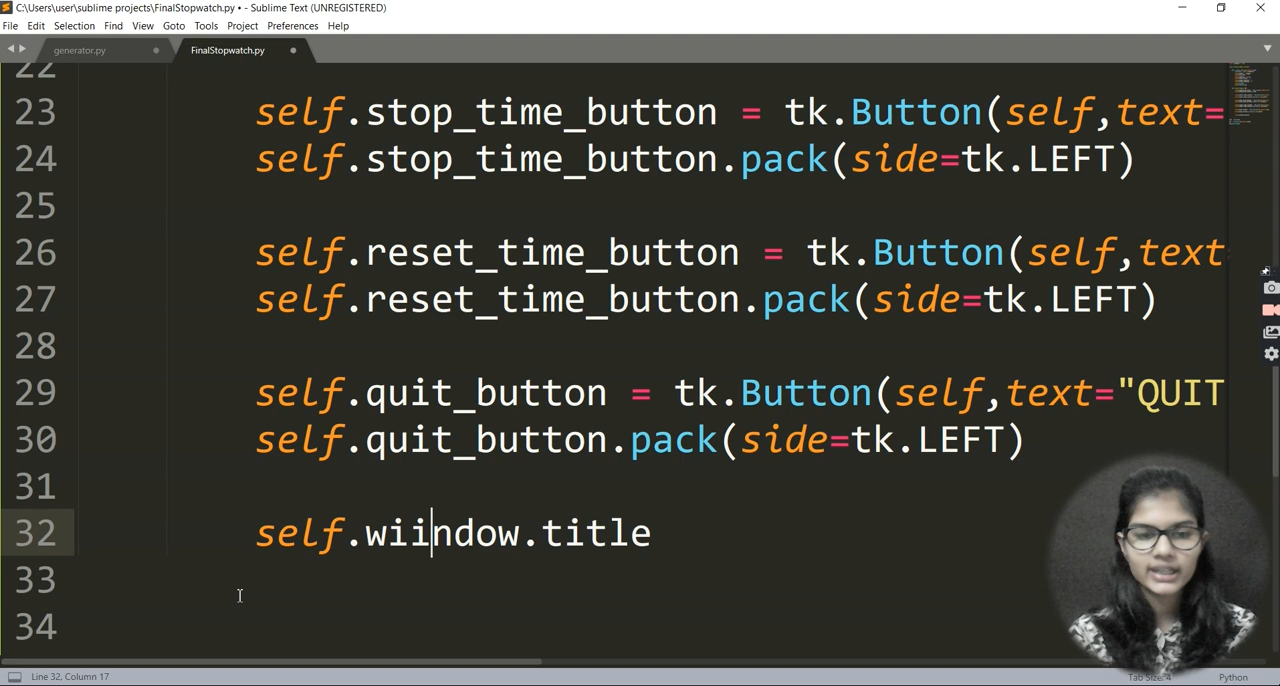 C:\Users\user\sublime projects\FinalStopwatch.py • - Sublime Text (UNREGISTERED)
File Edit Selection Find View Goto Tools Project Preferences Help
generator.py FinalStopwatch.py
22
23 self.stop_time_button = tk.Button(self,text=
24 self.stop_time_button.pack(side=tk.LEFT)
25
26 self.reset_time_button = tk.Button(self,text
27 self.reset_time_button.pack(side=tk.LEFT)
28
29 self.quit_button = tk.Button(self,text="QUIT
30 self.quit_button.pack(side=tk.LEFT)
31
32 self.wiindow.title
33
34
Line 32, Column 17 Tab Size: 4 Python